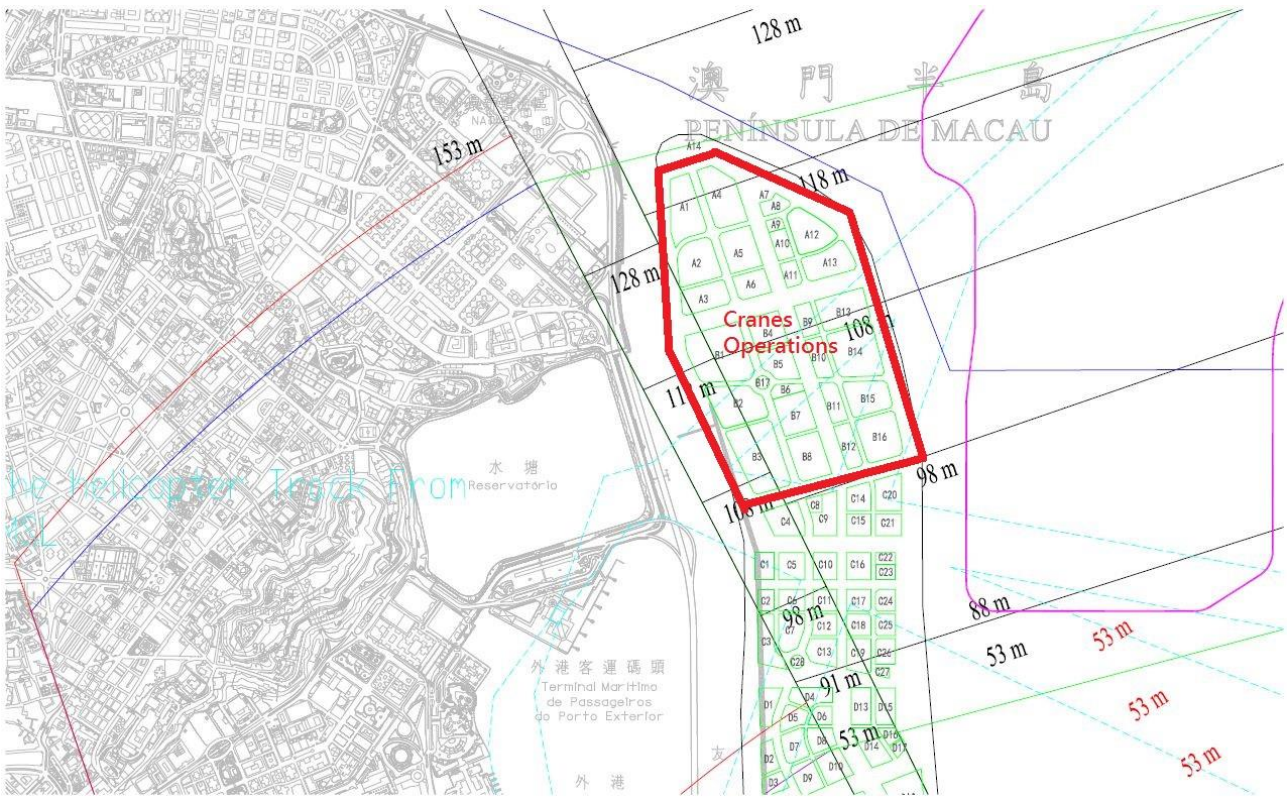 128 m
澳 門 半 島
PENÍNSULA DE MACAU
153 m
A14
118 m
A7
A4
A8
A1
A9
A12
A10
A5
A2
A13
A11
128 m
A6
A3
B13
B9
Cranes
Operations
B4
108 m
B1
B14
B10
B5
B17
B6
B2
B15
B11
B7
B16
B12
B3
B8
98 m
水 塘
Reservatório
he Helicopter Track From
108 m
C20
C14
C8
C4
C9
C15
C21
C1
C5
C10
C16
C22
C23
C2
C6
C11
C17
C24
88 m
98 m
C12
C18
C25
C7
C3
C13
C19
C26
53 m
53 m
C28
C27
外港客運碼頭
Terminal Marítimo
de Passageiros
do Porto Exterior
91 m
D4
D1
D13
D15
53 m
D5
D6
53 m
D8
D16
D7
D14
D17
友
D2
53 m
D10
D9
D3
外 港